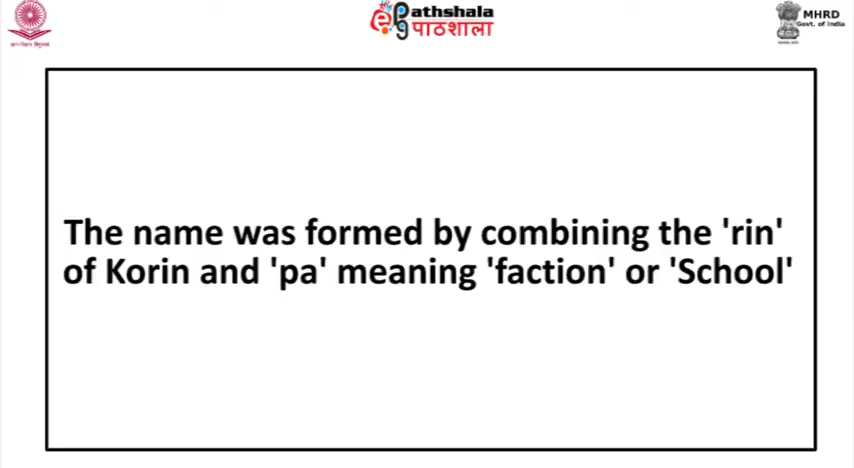 ePG Pathshala
पाठशाला
MHRD
Govt. of India
The name was formed by combining the 'rin'
of Korin and 'pa' meaning 'faction' or 'School'